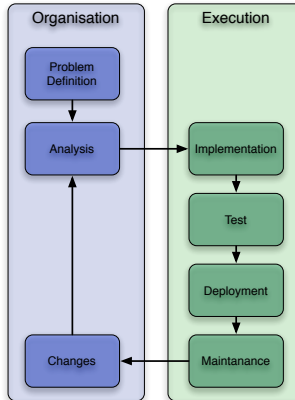 Organisation
Execution
Problem
Definition
Analysis
Implementation
Test
Deployment
Changes
Maintanance